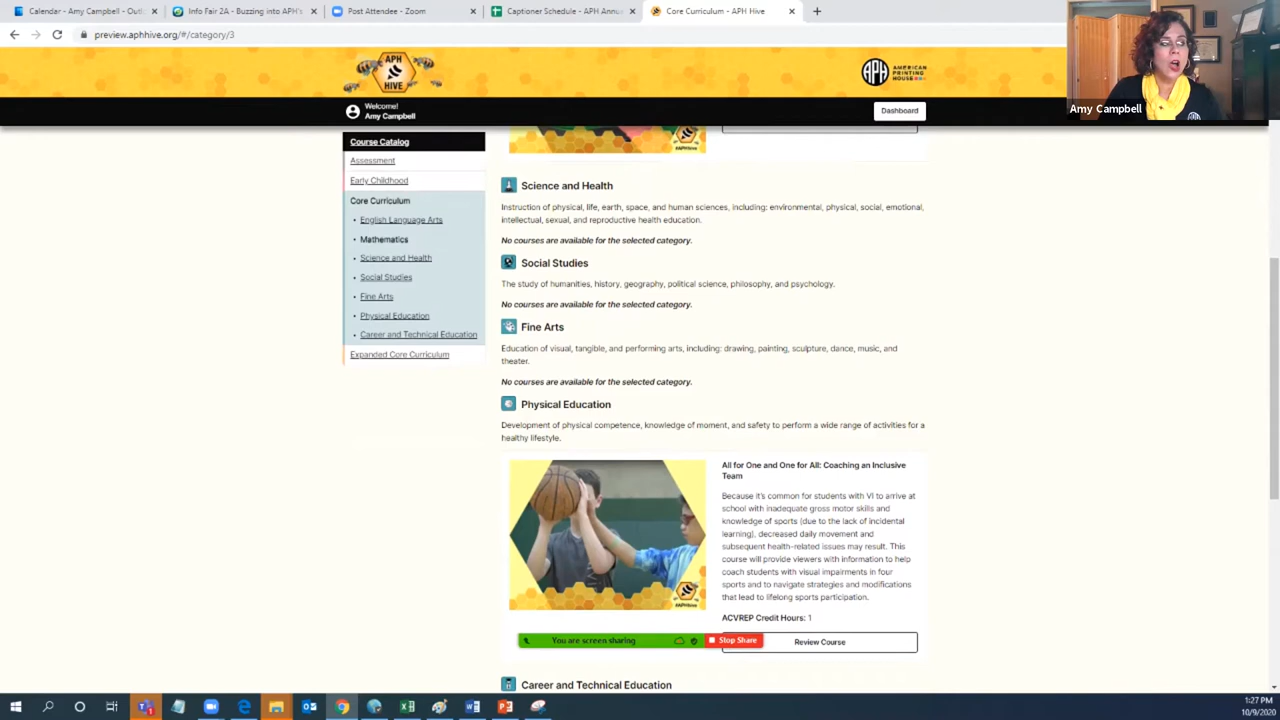 Calendar - Amy Campbell - Outl
Info Fair 2A - Buzzing into APH's
Post Attendee - Zoom
Captioner Schedule - APH Annu
Core Curriculum - APH Hive
preview.aphhive.org/#/category/3
APH
HIVE
APH
AMERICAN
PRINTING
HOUSE
Welcome!
Amy Campbell
Dashboard
Amy Campbell
Course Catalog
Assessment
Early Childhood
Core Curriculum
• English Language Arts
• Mathematics
• Science and Health
• Social Studies
• Fine Arts
• Physical Education
• Career and Technical Education
Expanded Core Curriculum
#APHhive
Science and Health
Instruction of physical, life, earth, space, and human sciences, including: environmental, physical, social, emotional,
intellectual, sexual, and reproductive health education.
No courses are available for the selected category.
Social Studies
The study of humanities, history, geography, political science, philosophy, and psychology.
No courses are available for the selected category.
Fine Arts
Education of visual, tangible, and performing arts, including: drawing, painting, sculpture, dance, music, and
theater.
No courses are available for the selected category.
Physical Education
Development of physical competence, knowledge of moment, and safety to perform a wide range of activities for a
healthy lifestyle.
#APHhive
All for One and One for All: Coaching an Inclusive
Team
Because it's common for students with VI to arrive at
school with inadequate gross motor skills and
knowledge of sports (due to the lack of incidental
learning), decreased daily movement and
subsequent health-related issues may result. This
course will provide viewers with information to help
coach students with visual impairments in four
sports and to navigate strategies and modifications
that lead to lifelong sports participation.
ACVREP Credit Hours: 1
You are screen sharing
Stop Share
Review Course
Career and Technical Education
1:27 PM
10/9/2020